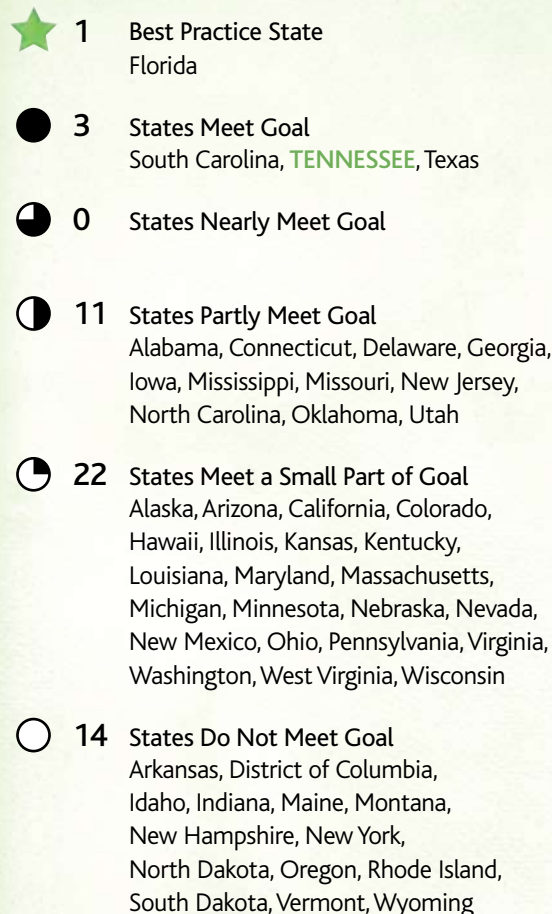 1 Best Practice State
Florida
3 States Meet Goal
South Carolina, TENNESSEE, Texas
0 States Nearly Meet Goal
11 States Partly Meet Goal
Alabama, Connecticut, Delaware, Georgia,
Iowa, Mississippi, Missouri, New Jersey,
North Carolina, Oklahoma, Utah
22 States Meet a Small Part of Goal
Alaska, Arizona, California, Colorado,
Hawaii, Illinois, Kansas, Kentucky,
Louisiana, Maryland, Massachusetts,
Michigan, Minnesota, Nebraska, Nevada,
New Mexico, Ohio, Pennsylvania, Virginia,
Washington, West Virginia, Wisconsin
14 States Do Not Meet Goal
Arkansas, District of Columbia,
Idaho, Indiana, Maine, Montana,
New Hampshire, New York,
North Dakota, Oregon, Rhode Island,
South Dakota, Vermont, Wyoming